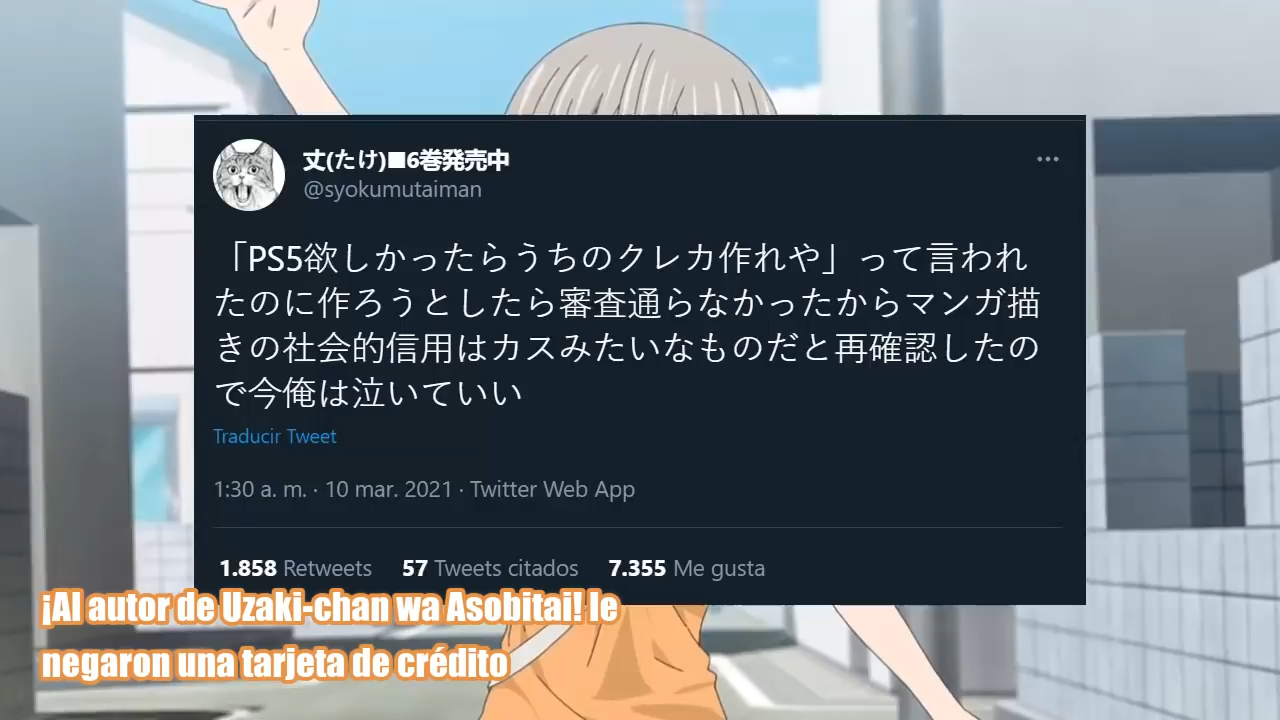 丈(たけ)■6巻発売中
@syokumutaiman
「PS5欲しかったらうちのクレカ作れや」って言われ
たのに作ろうとしたら審査通らなかったからマンガ描
きの社会的信用はカスみたいなものだと再確認したの
で今俺は泣いていい
Traducir Tweet
1:30 a. m. · 10 mar. 2021 · Twitter Web App
1.858 Retweets 57 Tweets citados 7.355 Me gusta
¡Al autor de Uzaki-chan wa Asobitai! le
negaron una tarjeta de crédito